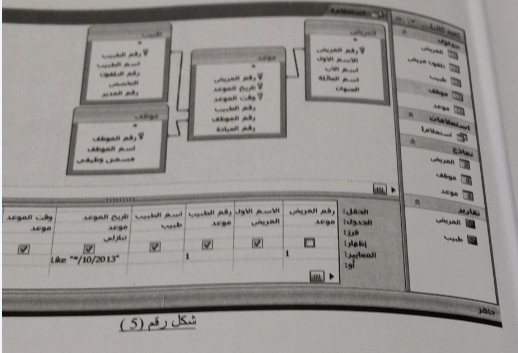 استعلام1
كافة كائنات...
جداول
المريض
تلفون مريض
طبيب
موظف
موعد
استعلامات
استعلام1
نماذج
المريض
موظف
موعد
تقارير
المريض
طبيب
المريض
*
رقم المريض
الاسم الاول
اسم الاب
اسم العائلة
العنوان
موعد
*
رقم المريض
تاريخ الموعد
وقت الموعد
رقم الطبيب
رقم الموظف
رقم العيادة
طبيب
*
رقم الطبيب
اسم الطبيب
رقم التلفون
التخصص
رقم المدير
موظف
*
رقم الموظف
اسم الموظف
مسمى وظيفي
الحقل: رقم المريض الاسم الاول رقم الطبيب اسم الطبيب تاريخ الموعد وقت الموعد
الجدول: موعد المريض موعد طبيب موعد موعد
فرز: تنازلي
إظهار:
المعايير: 1 1 Like "*/10/2013"
أو:
جاهز
شكل رقم (5)